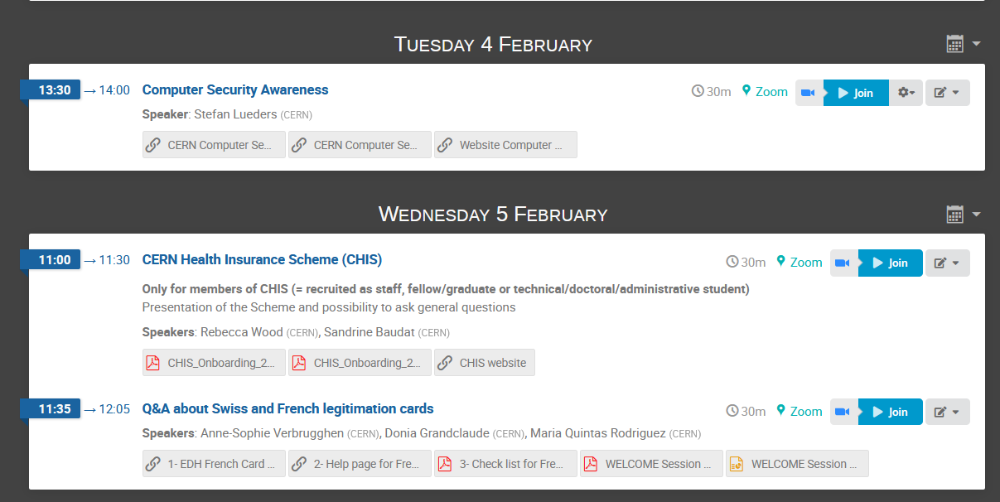 Tuesday 4 February
13:30 → 14:00 Computer Security Awareness 30m Zoom Join
Speaker: Stefan Lueders (CERN)
CERN Computer Se... CERN Computer Se... Website Computer ...
Wednesday 5 February
11:00 → 11:30 CERN Health Insurance Scheme (CHIS) 30m Zoom Join
Only for members of CHIS (= recruited as staff, fellow/graduate or technical/doctoral/administrative student)
Presentation of the Scheme and possibility to ask general questions
Speakers: Rebecca Wood (CERN), Sandrine Baudat (CERN)
CHIS_Onboarding_2... CHIS_Onboarding_2... CHIS website
11:35 → 12:05 Q&A about Swiss and French legitimation cards 30m Zoom Join
Speakers: Anne-Sophie Verbrugghen (CERN), Donia Grandclaude (CERN), Maria Quintas Rodriguez (CERN)
1- EDH French Card ... 2- Help page for Fre... 3- Check list for Fre... WELCOME Session ... WELCOME Session ...